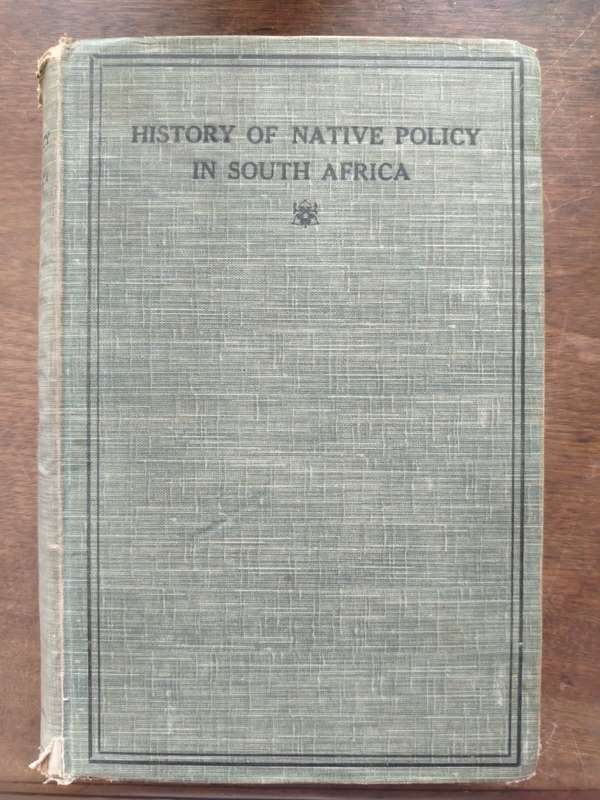 HISTORY OF NATIVE POLICY
IN SOUTH AFRICA